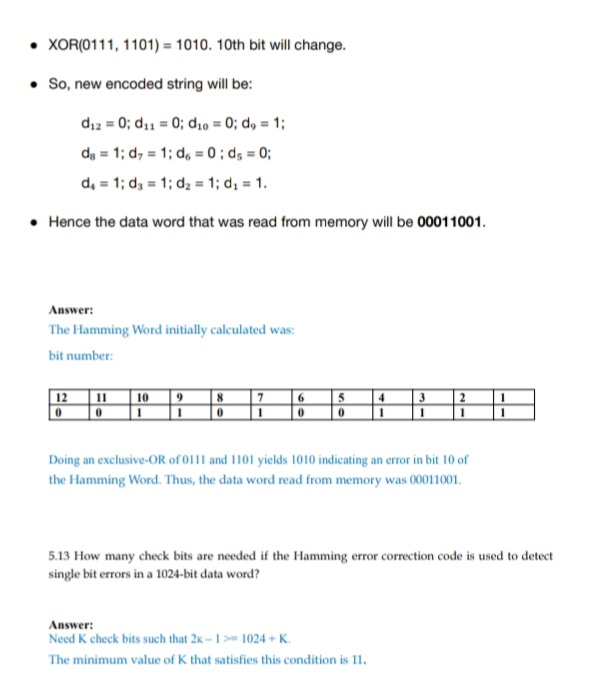 • XOR(0111, 1101) = 1010. 10th bit will change.
• So, new encoded string will be:
d₁₂ = 0; d₁₁ = 0; d₁₀ = 0; d₉ = 1;
d₈ = 1; d₇ = 1; d₆ = 0 ; d₅ = 0;
d₄ = 1; d₃ = 1; d₂ = 1; d₁ = 1.
• Hence the data word that was read from memory will be 00011001.
Answer:
The Hamming Word initially calculated was:
bit number:
12 11 10 9 8 7 6 5 4 3 2 1
0 0 1 1 0 1 0 0 1 1 1 1
Doing an exclusive-OR of 0111 and 1101 yields 1010 indicating an error in bit 10 of
the Hamming Word. Thus, the data word read from memory was 00011001.
5.13 How many check bits are needed if the Hamming error correction code is used to detect
single bit errors in a 1024-bit data word?
Answer:
Need K check bits such that 2K – 1 >= 1024 + K.
The minimum value of K that satisfies this condition is 11.